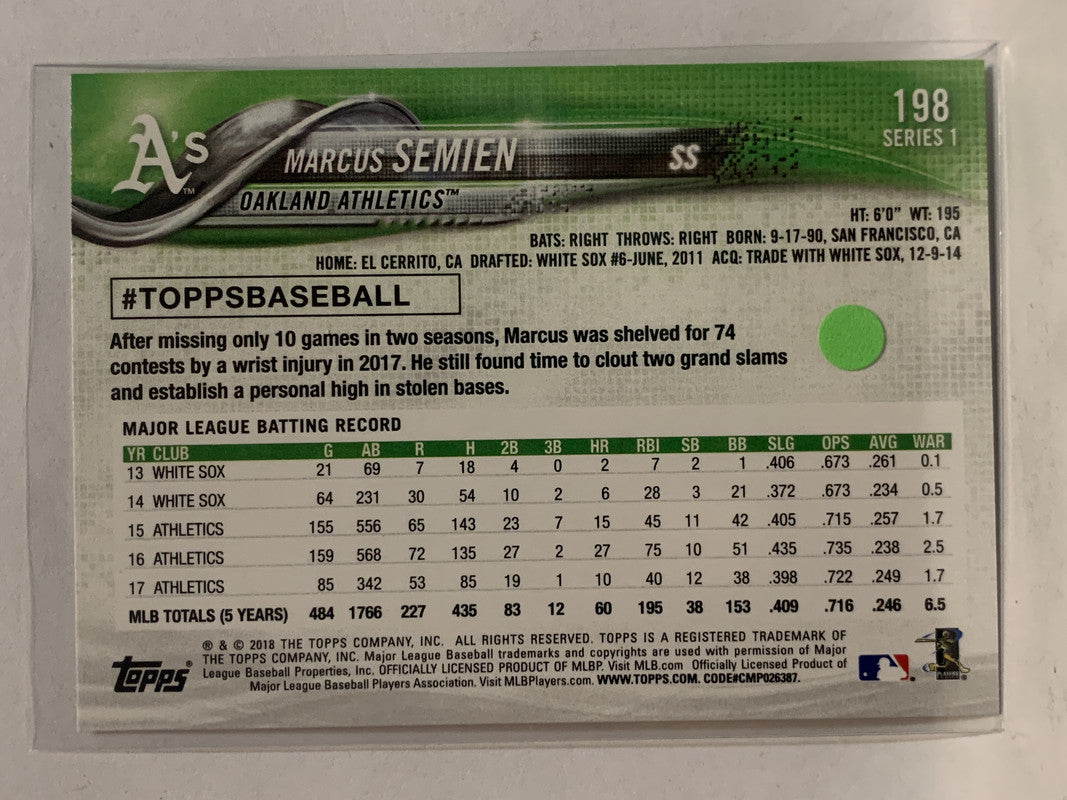 198
SERIES 1
A's™
MARCUS SEMIEN SS
OAKLAND ATHLETICS™
HT: 6'0" WT: 195
BATS: RIGHT THROWS: RIGHT BORN: 9-17-90, SAN FRANCISCO, CA
HOME: EL CERRITO, CA DRAFTED: WHITE SOX #6-JUNE, 2011 ACQ: TRADE WITH WHITE SOX, 12-9-14
#TOPPSBASEBALL
After missing only 10 games in two seasons, Marcus was shelved for 74
contests by a wrist injury in 2017. He still found time to clout two grand slams
and establish a personal high in stolen bases.
MAJOR LEAGUE BATTING RECORD
YR CLUB G AB R H 2B 3B HR RBI SB BB SLG OPS AVG WAR
13 WHITE SOX 21 69 7 18 4 0 2 7 2 1 .406 .673 .261 0.1
14 WHITE SOX 64 231 30 54 10 2 6 28 3 21 .372 .673 .234 0.5
15 ATHLETICS 155 556 65 143 23 7 15 45 11 42 .405 .715 .257 1.7
16 ATHLETICS 159 568 72 135 27 2 27 75 10 51 .435 .735 .238 2.5
17 ATHLETICS 85 342 53 85 19 1 10 40 12 38 .398 .722 .249 1.7
MLB TOTALS (5 YEARS) 484 1766 227 435 83 12 60 195 38 153 .409 .716 .246 6.5
® & © 2018 THE TOPPS COMPANY, INC. ALL RIGHTS RESERVED. TOPPS IS A REGISTERED TRADEMARK OF
THE TOPPS COMPANY, INC. Major League Baseball trademarks and copyrights are used with permission of Major
League Baseball Properties, Inc. OFFICIALLY LICENSED PRODUCT OF MLBP. Visit MLB.com Officially Licensed Product of
Major League Baseball Players Association. Visit MLBPlayers.com. WWW.TOPPS.COM. CODE#CMP026387.
topps®